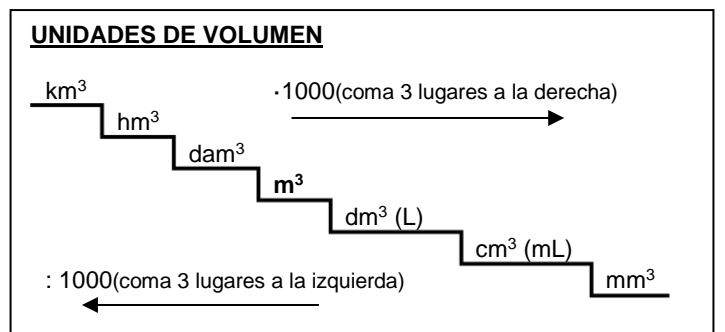 UNIDADES DE VOLUMEN
km³
·1000(coma 3 lugares a la derecha)
hm³
dam³
m³
dm³ (L)
cm³ (mL)
: 1000(coma 3 lugares a la izquierda)
mm³